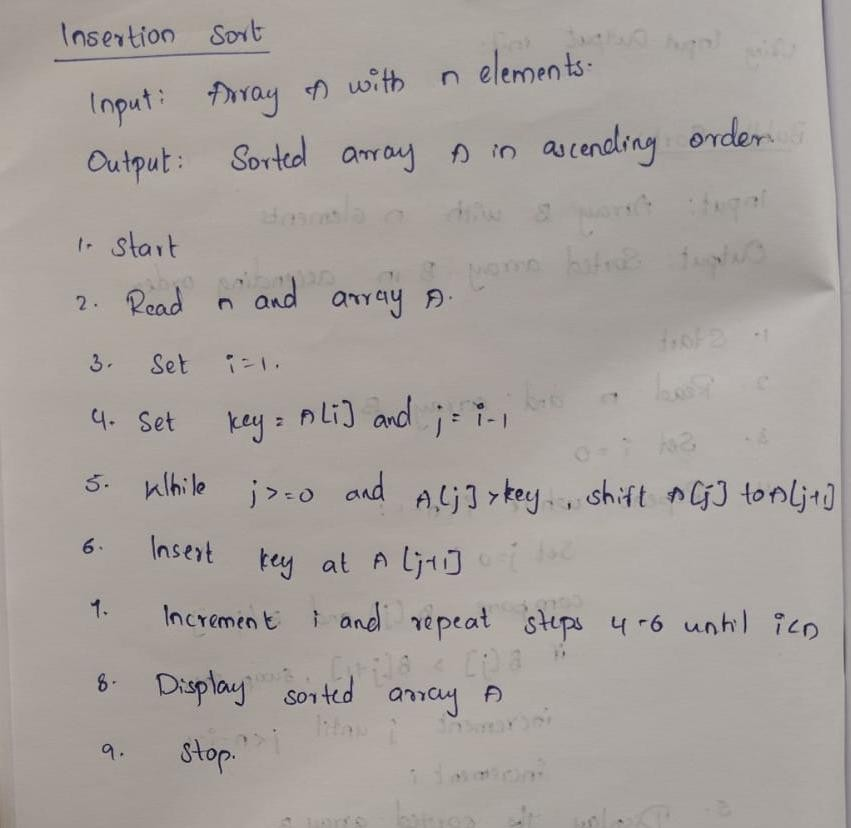 Insertion Sort
Input: Array A with n elements.
Output: Sorted array A in ascending order.
1. Start
2. Read n and array A.
3. Set i=1.
4. Set key = A[i] and j = i-1
5. While j>=0 and A[j] > key, shift A[j] to A[j+1]
6. Insert key at A[j+1]
7. Increment i and repeat steps 4-6 until i<n
8. Display sorted array A
9. Stop.